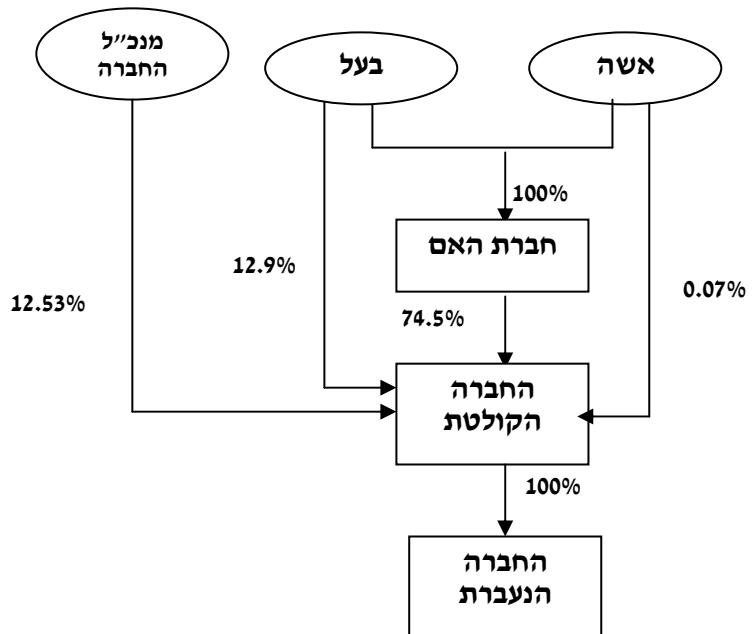 מנכ״ל
החברה
בעל
אשה
100%
חברת האם
12.9%
0.07%
12.53%
74.5%
החברה
הקולטת
100%
החברה
הנעברת